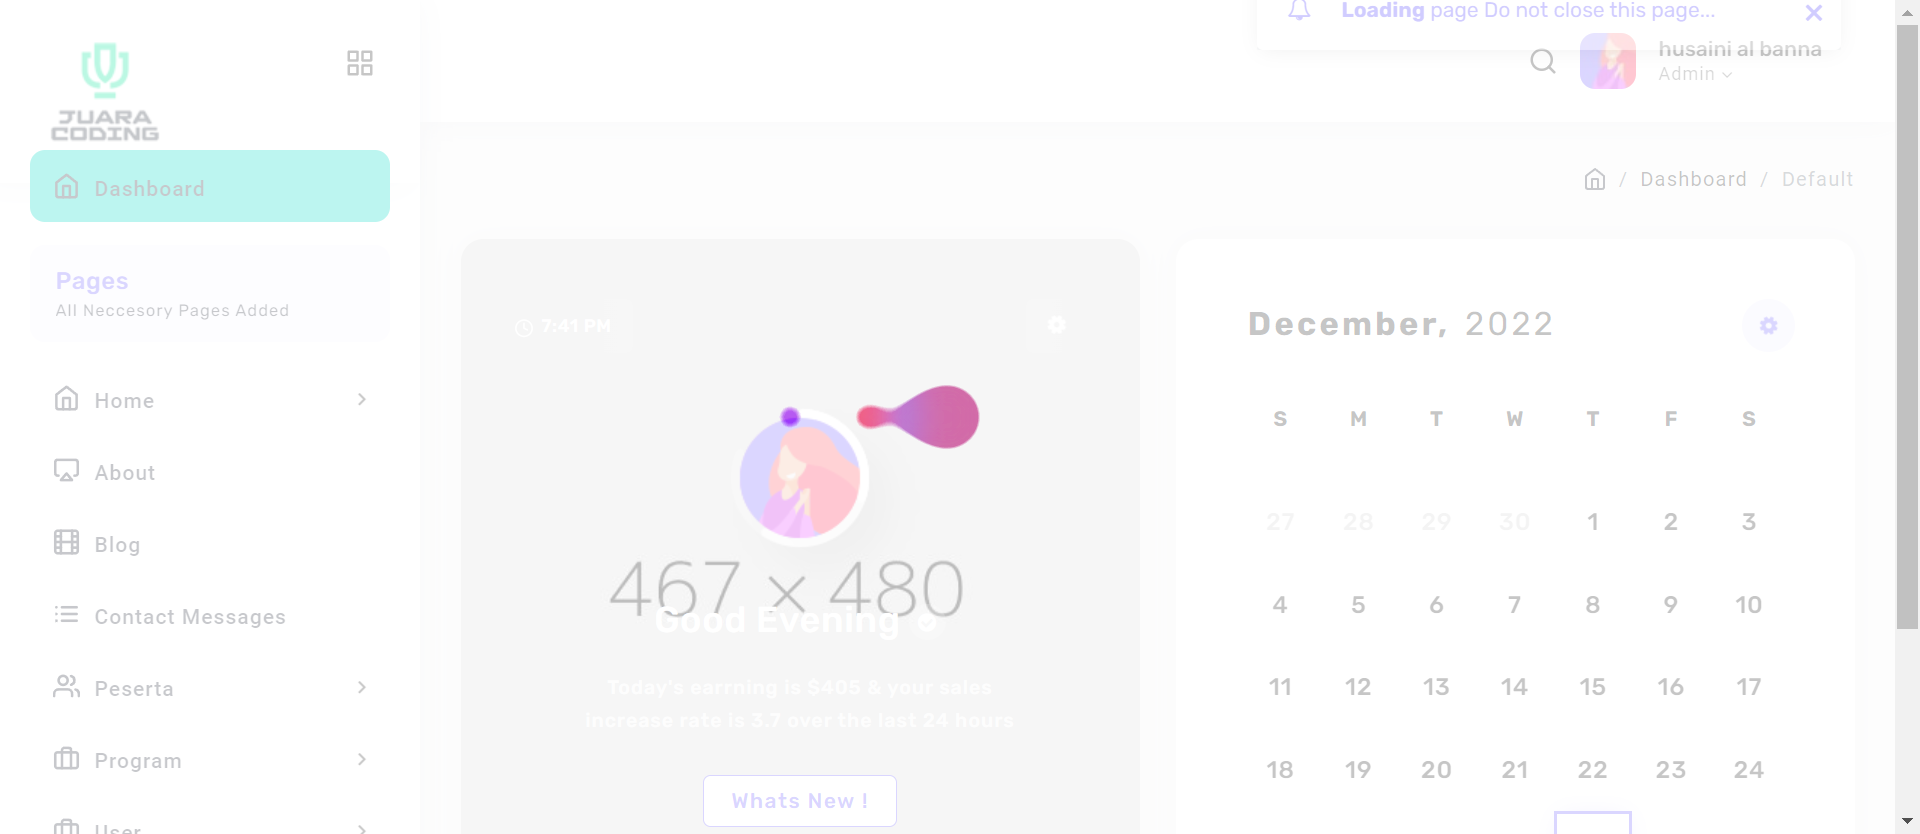 Loading page Do not close this page...
JUARA
CODING
husaini al banna
Admin
Dashboard
/ Dashboard / Default
Pages
All Neccesory Pages Added
7:41 PM
December, 2022
Home
S M T W T F S
About
27 28 29 30 1 2 3
Blog
467 × 480
Good Evening
4 5 6 7 8 9 10
Contact Messages
Today's earrning is $405 & your sales
increase rate is 3.7 over the last 24 hours
11 12 13 14 15 16 17
Peserta
Program
18 19 20 21 22 23 24
Whats New !
User